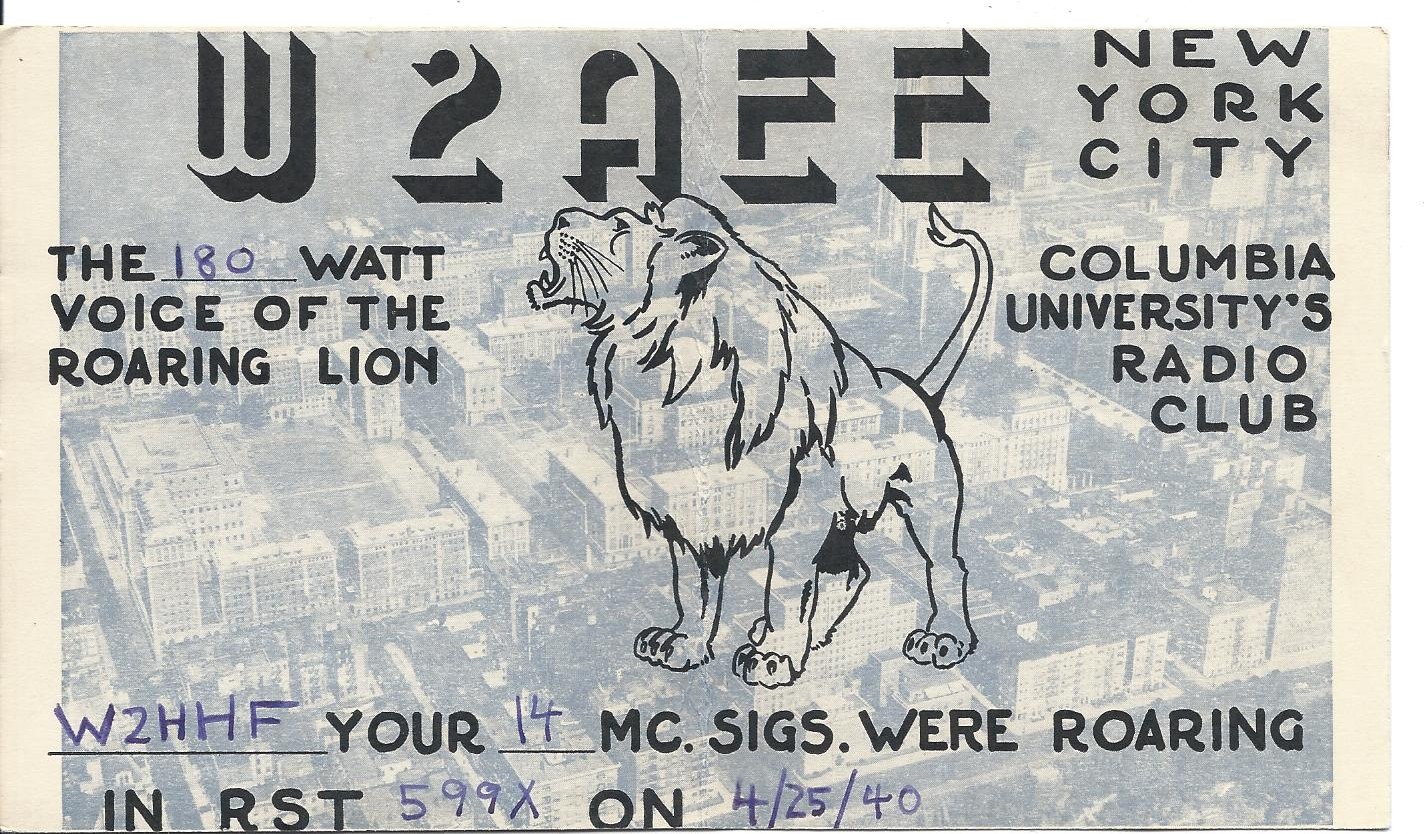 W2AEE
NEW
YORK
CITY
THE 180 WATT
VOICE OF THE
ROARING LION
COLUMBIA
UNIVERSITY'S
RADIO
CLUB
W2HHF YOUR 14 MC. SIGS. WERE ROARING
IN RST 599X ON 4/25/40